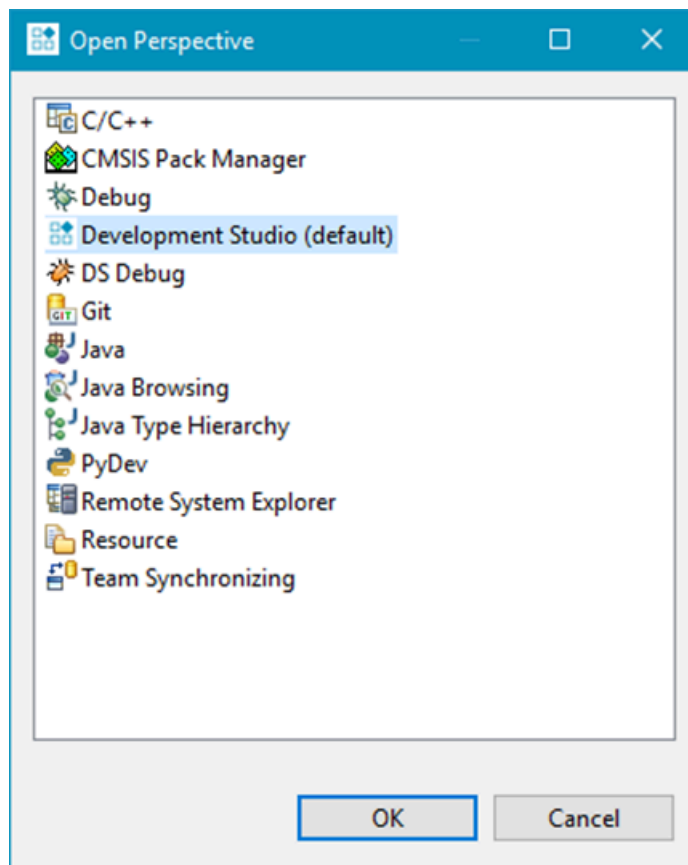 Open Perspective
C/C++
CMSIS Pack Manager
Debug
Development Studio (default)
DS Debug
GIT Git
Java
Java Browsing
Java Type Hierarchy
PyDev
Remote System Explorer
Resource
Team Synchronizing
OK Cancel